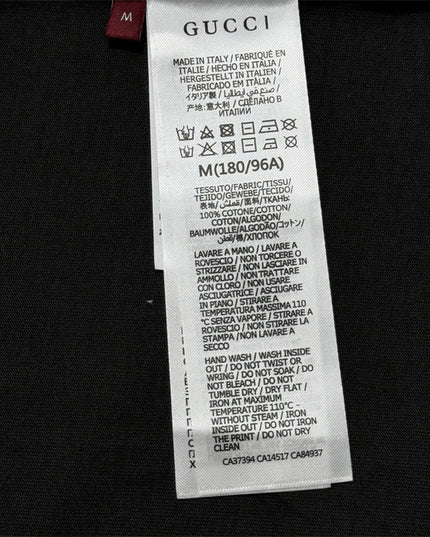 M
GUCCI
MADE IN ITALY / FABRIQUÉ EN
ITALIE / HECHO EN ITALIA /
HERGESTELLT IN ITALIEN /
FABRICADO EM ITÁLIA /
イタリア製 / صنع في إيطاليا /
产地:意大利 / СДЕЛАНО В
ИТАЛИИ
M(180/96A)
TESSUTO/FABRIC/TISSU/
TEJIDO/GEWEBE/TECIDO/
表地/قماش/面料/ТКАНЬ
100% COTONE/COTTON/
COTON/ALGODON/
BAUMWOLLE/ALGODÃO/コットン/
قطن/棉/ХЛОПОК
LAVARE A MANO / LAVARE A
ROVESCIO / NON TORCERE O
STRIZZARE / NON LASCIARE IN
AMMOLLO / NON TRATTARE
CON CLORO / NON USARE
ASCIUGATRICE / ASCIUGARE
IN PIANO / STIRARE A
TEMPERATURA MASSIMA 110
°C SENZA VAPORE / STIRARE A
ROVESCIO / NON STIRARE LA
STAMPA / NON LAVARE A
SECCO
HAND WASH / WASH INSIDE
OUT / DO NOT TWIST OR
WRING / DO NOT SOAK / DO
NOT BLEACH / DO NOT
TUMBLE DRY / DRY FLAT /
IRON AT MAXIMUM
TEMPERATURE 110°C -
WITHOUT STEAM / IRON
INSIDE OUT / DO NOT IRON
THE PRINT / DO NOT DRY
CLEAN
CA37394 CA14517 CA84937